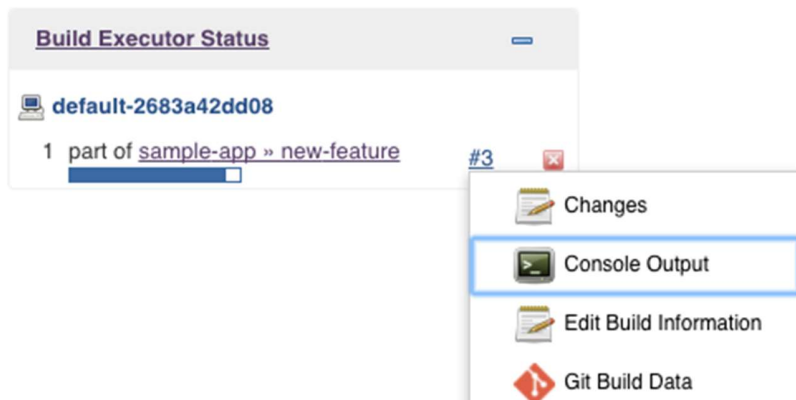 Build Executor Status
default-2683a42dd08
1 part of sample-app » new-feature #3
Changes
Console Output
Edit Build Information
Git Build Data